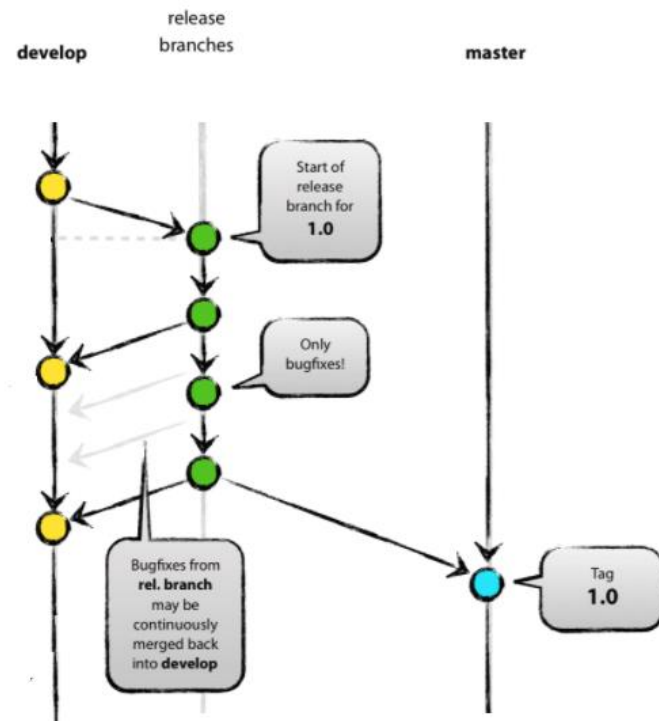 release
branches
develop
master
Start of
release
branch for
1.0
Only
bugfixes!
Bugfixes from
rel. branch
may be
continuously
merged back
into develop
Tag
1.0